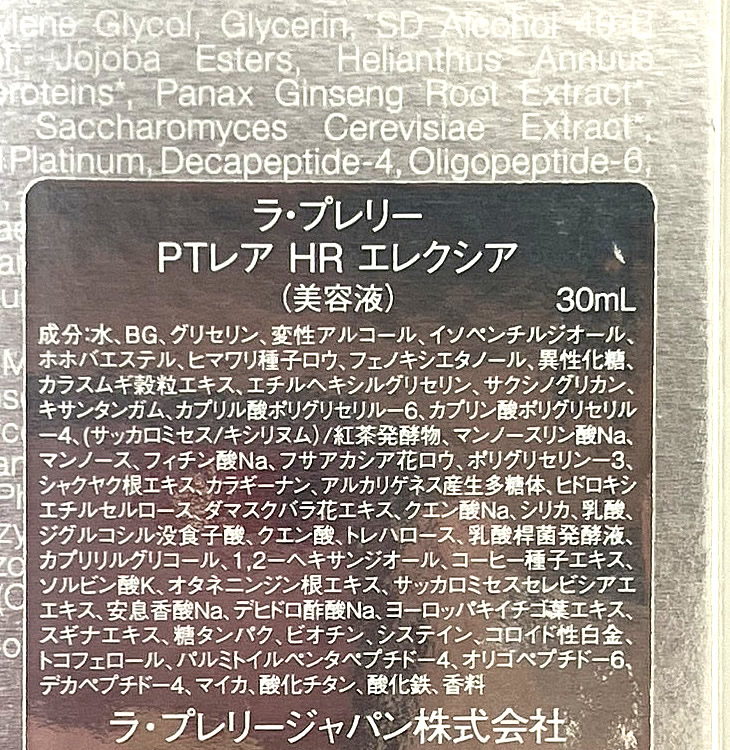 Glycol, Glycerin, SD Alcohol 40-B
Jojoba Esters, Helianthus Annuus
Panax Ginseng Root Extract*,
Saccharomyces Cerevisiae Extract*,
Platinum, Decapeptide-4, Oligopeptide-6,
ラ・プレリー
PTレア HR エレクシア
(美容液) 30mL
成分:水、BG、グリセリン、変性アルコール、イソペンチルジオール、
ホホバエステル、ヒマワリ種子ロウ、フェノキシエタノール、異性化糖、
カラスムギ穀粒エキス、エチルヘキシルグリセリン、サクシノグリカン、
キサンタンガム、カプリル酸ポリグリセリル-6、カプリン酸ポリグリセリル
-4、(サッカロミセス/キシリヌム)/紅茶発酵物、マンノースリン酸Na、
マンノース、フィチン酸Na、フサアカシア花ロウ、ポリグリセリン-3、
シャクヤク根エキス、カラギーナン、アルカリゲネス産生多糖体、ヒドロキシ
エチルセルロース、ダマスクバラ花エキス、クエン酸Na、シリカ、乳酸、
ジグルコシル没食子酸、クエン酸、トレハロース、乳酸桿菌発酵液、
カプリリルグリコール、1,2-ヘキサンジオール、コーヒー種子エキス、
ソルビン酸K、オタネニンジン根エキス、サッカロミセスセレビシアエ
エキス、安息香酸Na、デヒドロ酢酸Na、ヨーロッパキイチゴ葉エキス、
スギナエキス、糖タンパク、ビオチン、システイン、コロイド性白金、
トコフェロール、パルミトイルペンタペプチド-4、オリゴペプチド-6、
デカペプチド-4、マイカ、酸化チタン、酸化鉄、香料
ラ・プレリージャパン株式会社